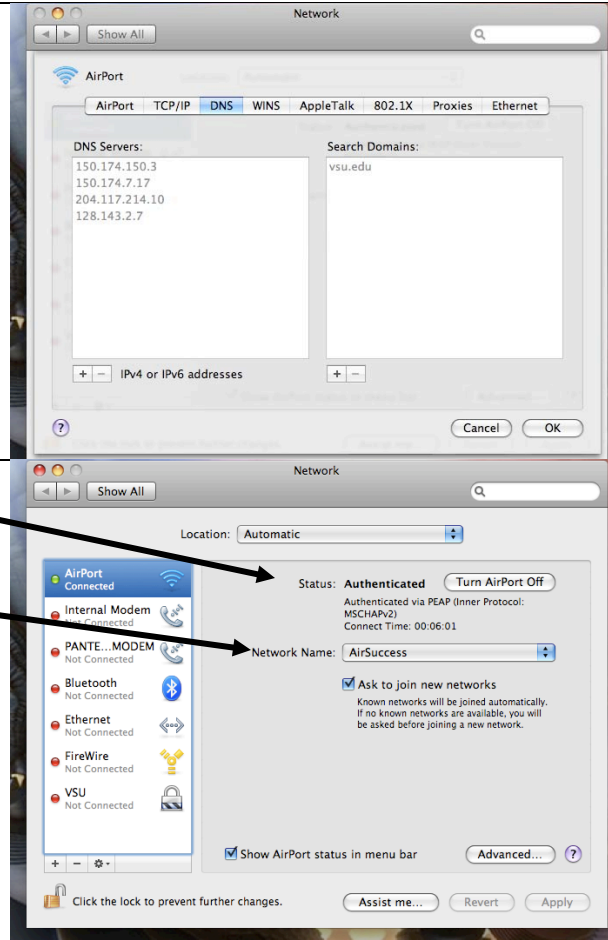 Network
Show All
AirPort
AirPort TCP/IP DNS WINS AppleTalk 802.1X Proxies Ethernet
DNS Servers:
Search Domains:
150.174.150.3
150.174.7.17
204.117.214.10
128.143.2.7
vsu.edu
+ − IPv4 or IPv6 addresses
+ −
?
Cancel
OK
Network
Show All
Location: Automatic
AirPort
Connected
Internal Modem
Not Connected
PANTE...MODEM
Not Connected
Bluetooth
Not Connected
Ethernet
Not Connected
FireWire
Not Connected
VSU
Not Connected
Status: Authenticated
Turn AirPort Off
Authenticated via PEAP (Inner Protocol:
MSCHAPv2)
Connect Time: 00:06:01
Network Name: AirSuccess
Ask to join new networks
Known networks will be joined automatically.
If no known networks are available, you will
be asked before joining a new network.
+ −
Show AirPort status in menu bar
Advanced...
?
Click the lock to prevent further changes.
Assist me...
Revert
Apply